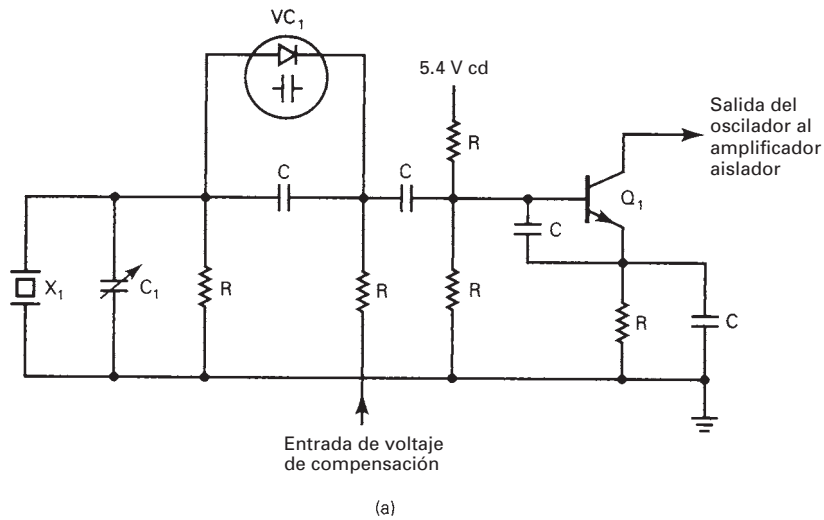 VC₁
5.4 V cd
R
Salida del
oscilador al
amplificador
aislador
C
C
Q₁
C
X₁
C₁
R
R
R
R
C
Entrada de voltaje
de compensación
(a)